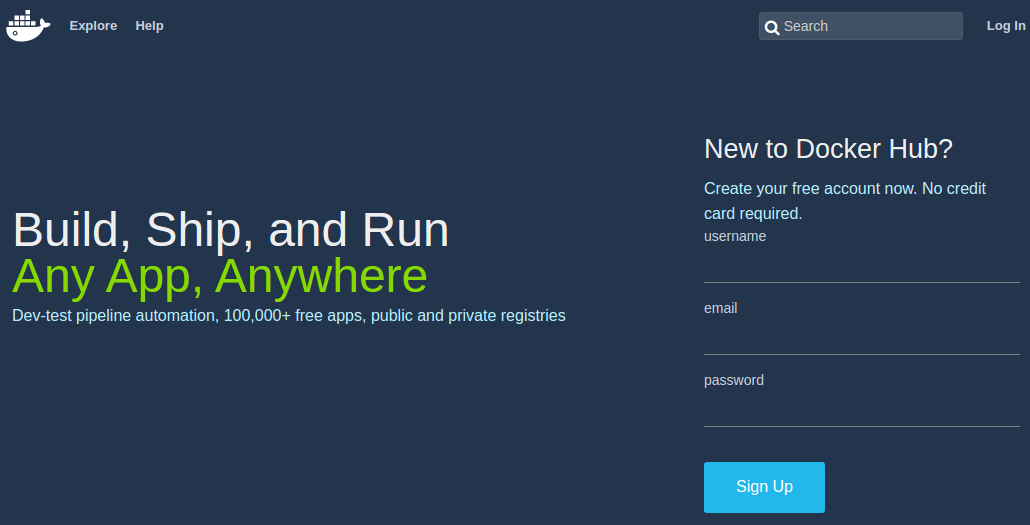 Explore Help Search Log In
New to Docker Hub?
Create your free account now. No credit
card required.
username
email
password
Sign Up
Build, Ship, and Run
Any App, Anywhere
Dev-test pipeline automation, 100,000+ free apps, public and private registries